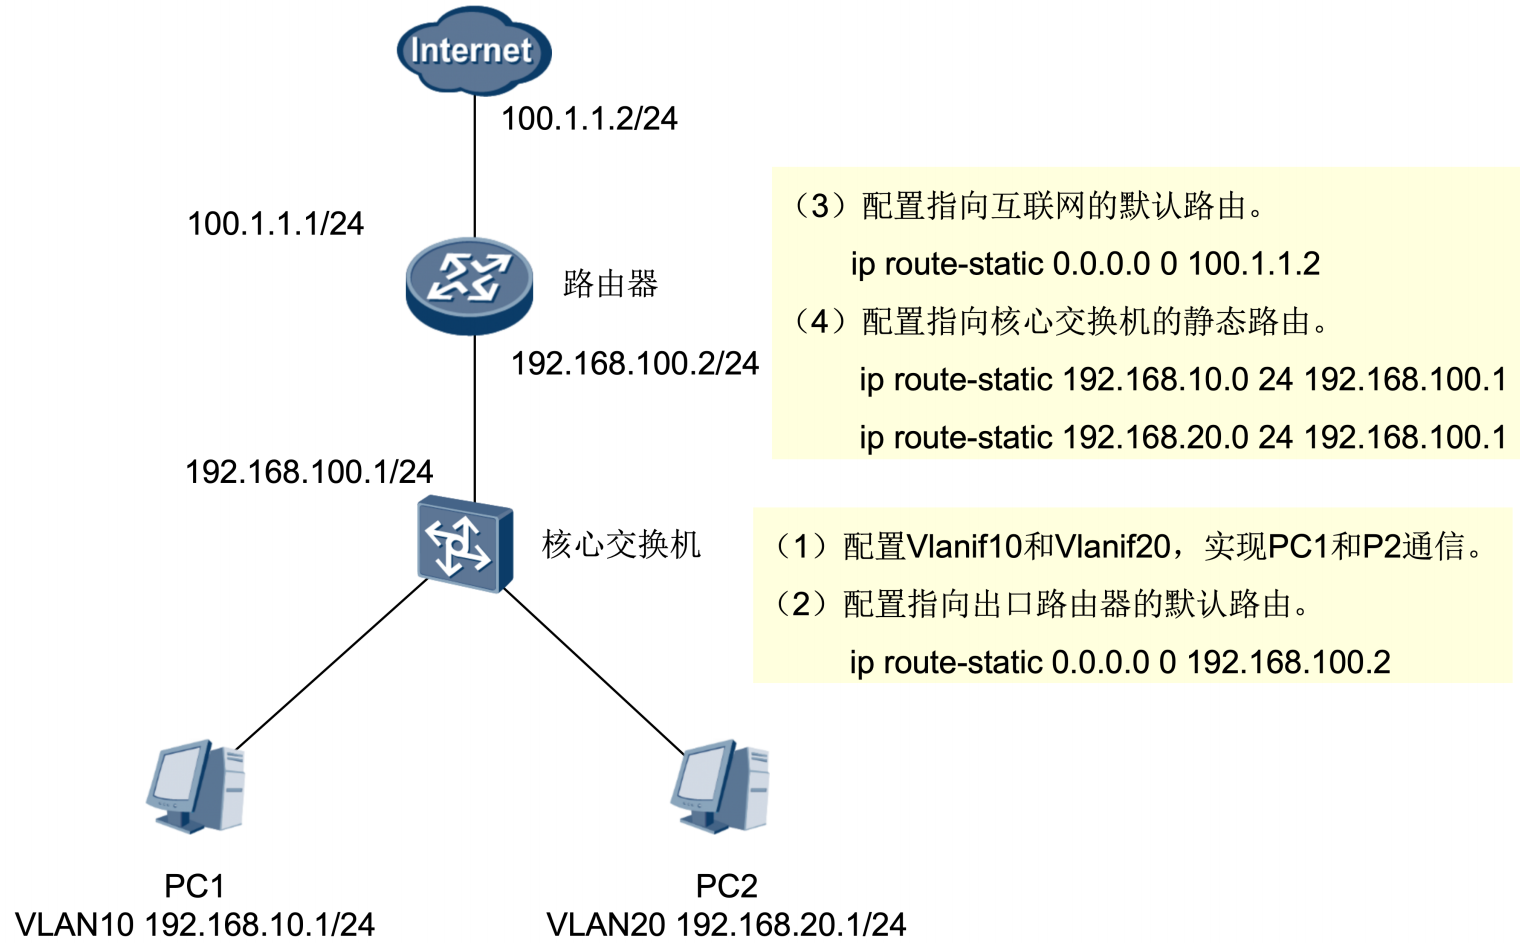 Internet
100.1.1.2/24
100.1.1.1/24
路由器
192.168.100.2/24
192.168.100.1/24
核心交换机
（3）配置指向互联网的默认路由。
ip route-static 0.0.0.0 0 100.1.1.2
（4）配置指向核心交换机的静态路由。
ip route-static 192.168.10.0 24 192.168.100.1
ip route-static 192.168.20.0 24 192.168.100.1
（1）配置Vlanif10和Vlanif20，实现PC1和P2通信。
（2）配置指向出口路由器的默认路由。
ip route-static 0.0.0.0 0 192.168.100.2
PC1
VLAN10 192.168.10.1/24
PC2
VLAN20 192.168.20.1/24